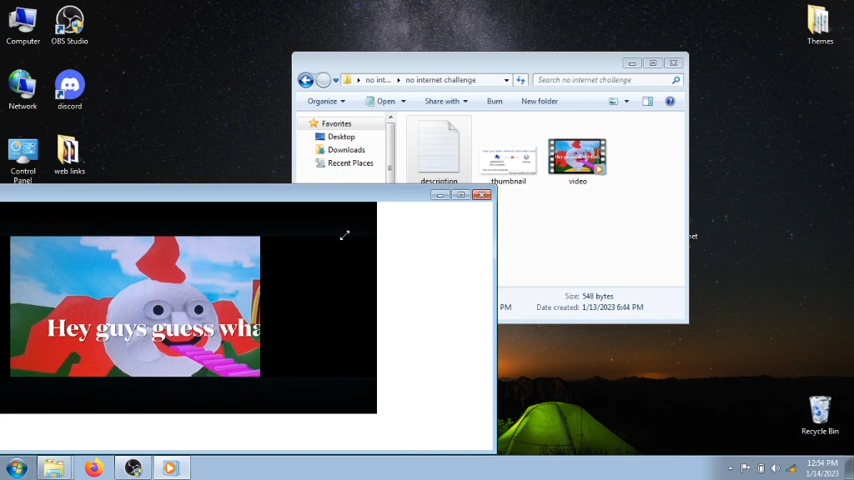 Computer
OBS Studio
Themes
Network
discord
Control
Panel
web links
no int...
no internet challenge
Search no internet challenge
Organize
Open
Share with
Burn
New folder
Favorites
Desktop
Downloads
Recent Places
description
thumbnail
video
Size: 548 bytes
PM
Date created: 1/13/2023 6:44 PM
net
Hey guys guess wha
Recycle Bin
12:54 PM
1/14/2023